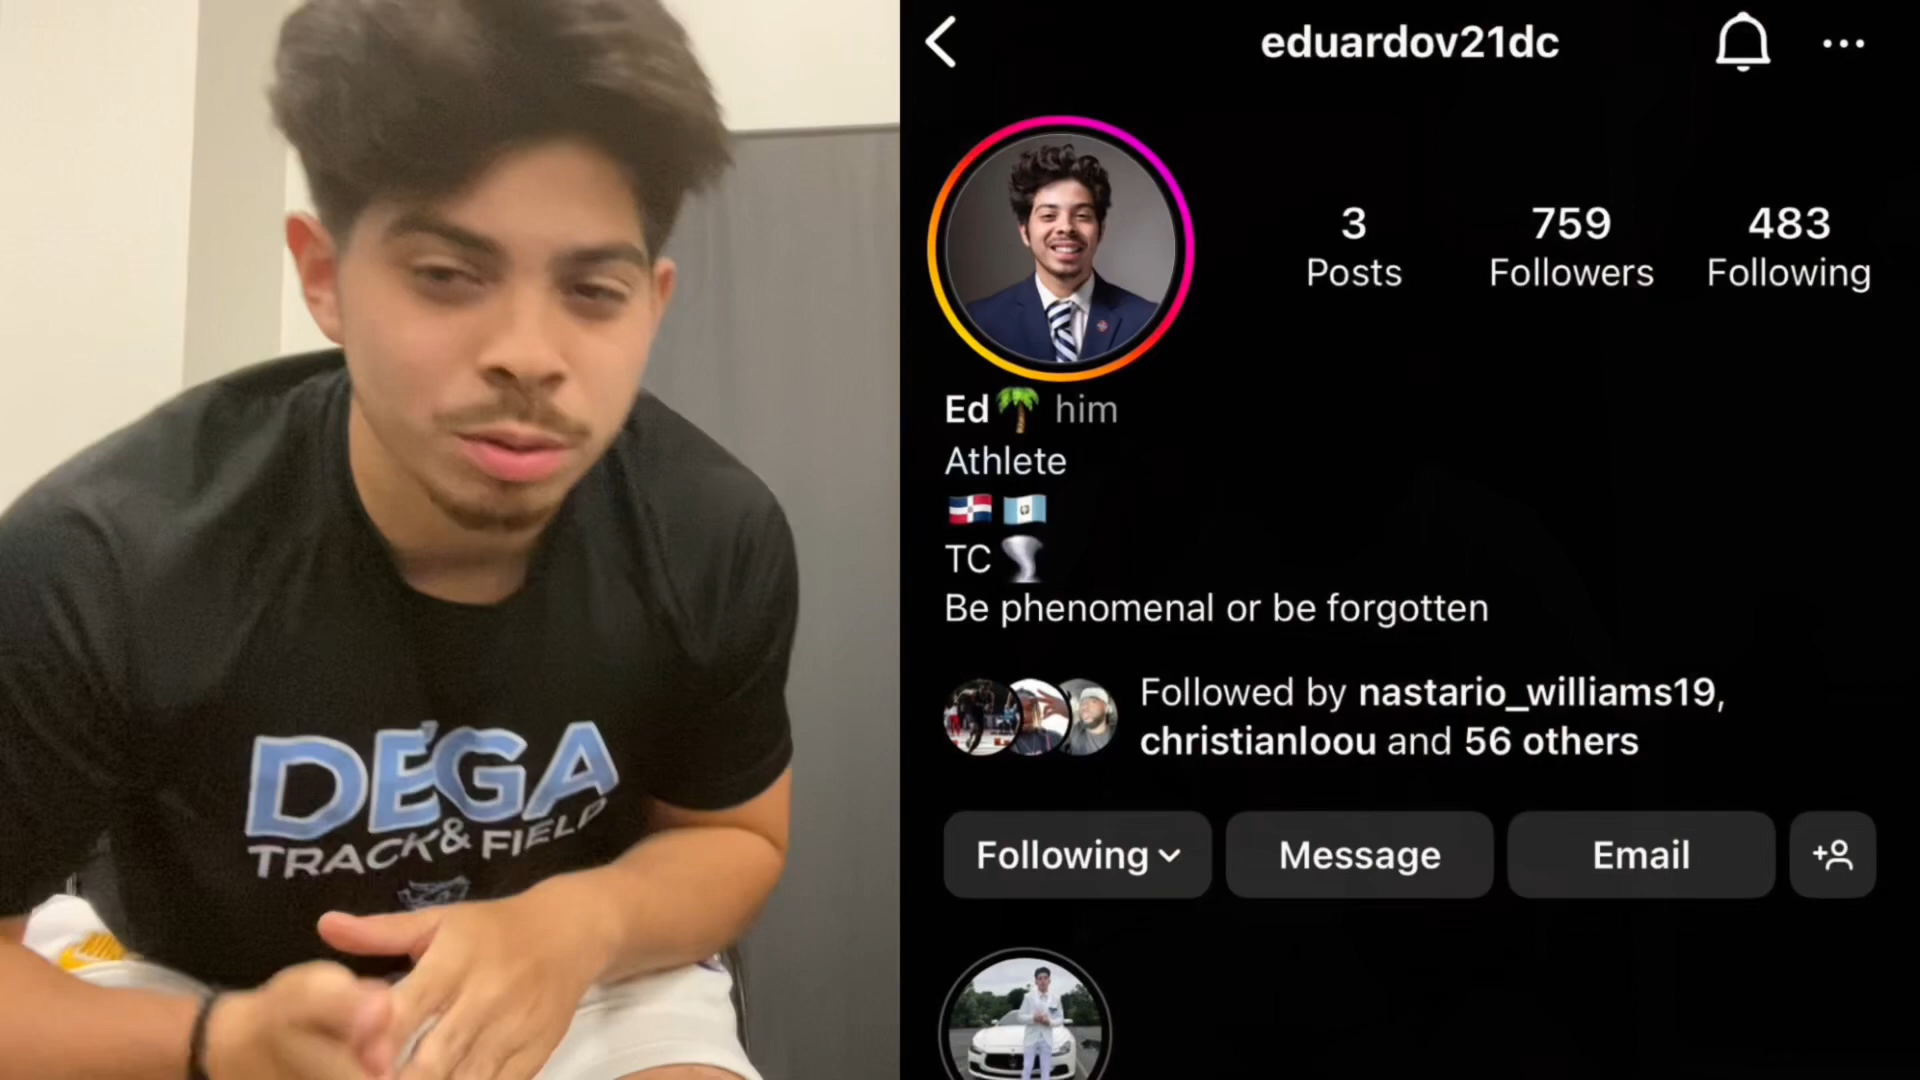 DEGA
TRACK & FIELD
eduardov21dc
3 759 483
Posts Followers Following
Ed🌴 him
Athlete
🇩🇴 🇬🇹
TC 🌪
Be phenomenal or be forgotten
Followed by nastario_williams19,
christianloou and 56 others
Following Message Email